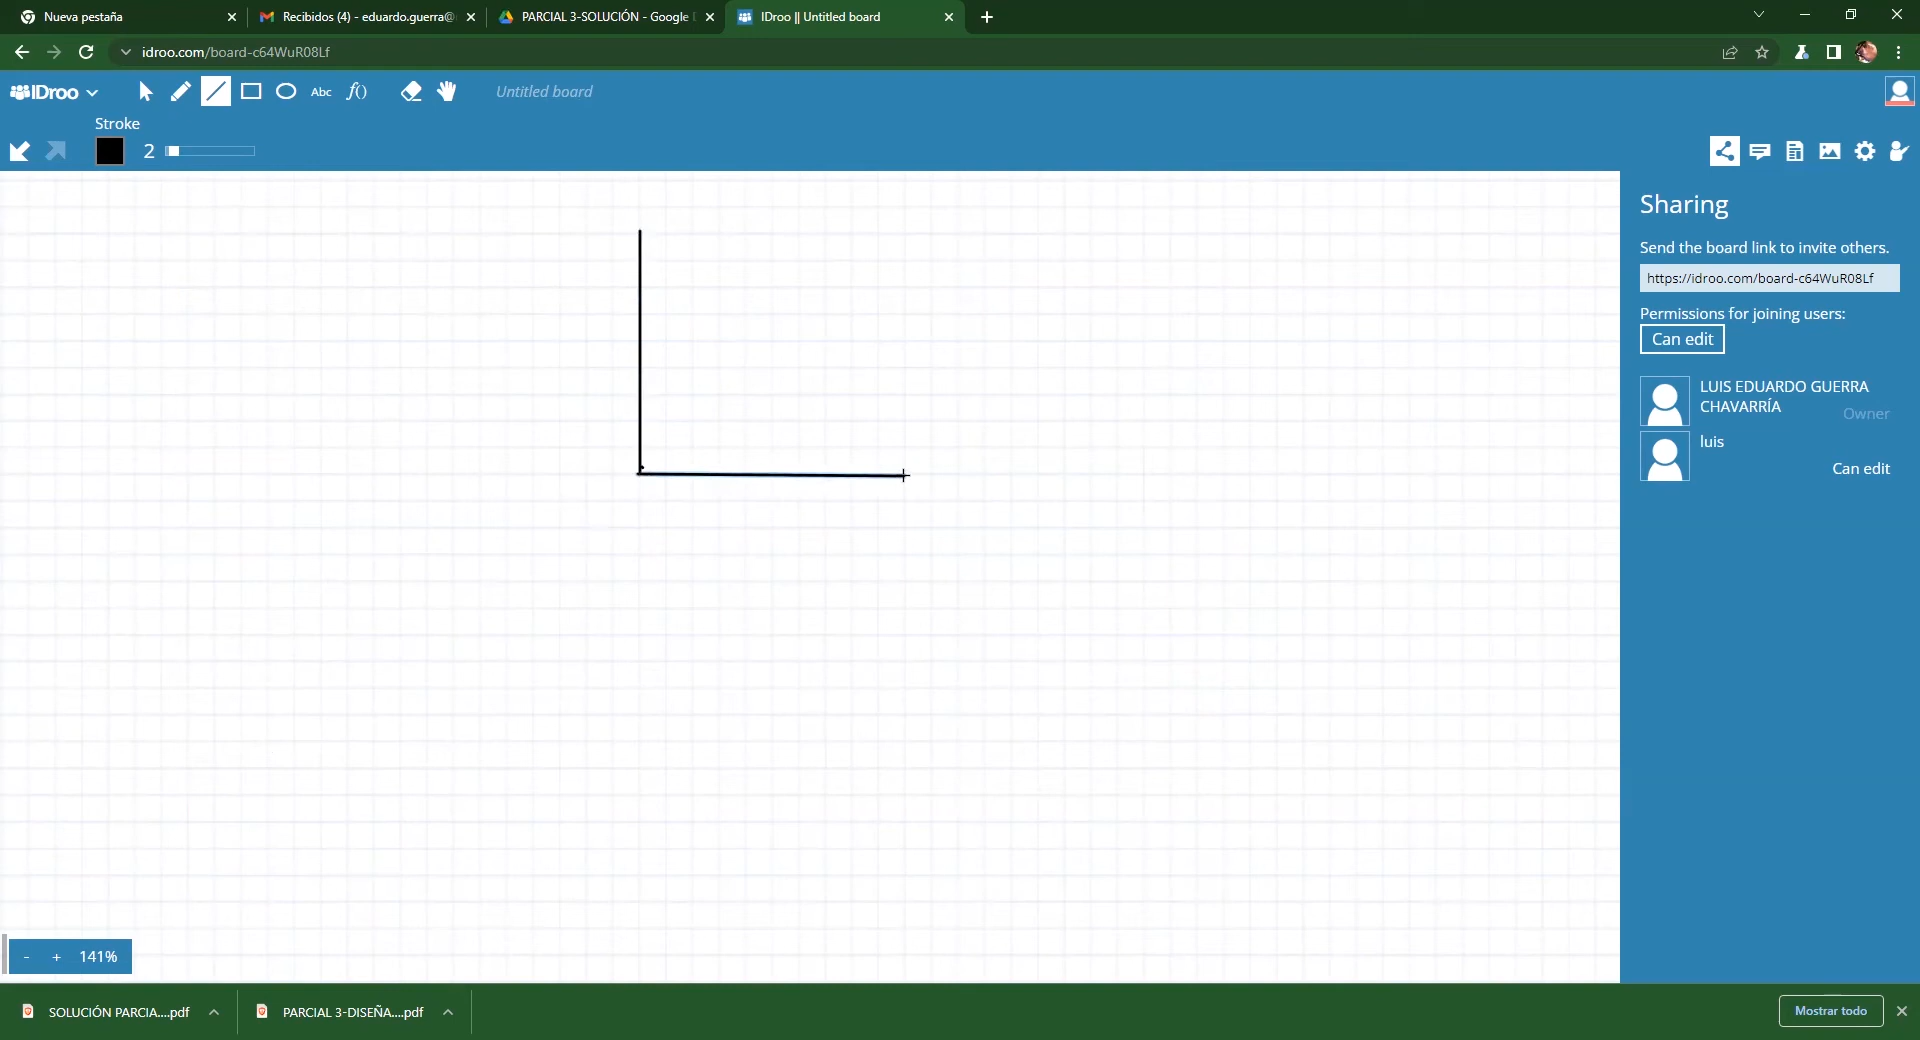 Nueva pestaña
Recibidos (4) - eduardo.guerra@
PARCIAL 3-SOLUCIÓN - Google
IDroo || Untitled board
idroo.com/board-c64WuR08Lf
IDroo
Abc
f()
Untitled board
Stroke
2
Sharing
Send the board link to invite others.
https://idroo.com/board-c64WuR08Lf
Permissions for joining users:
Can edit
LUIS EDUARDO GUERRA
CHAVARRÍA
Owner
luis
Can edit
- + 141%
SOLUCIÓN PARCIA....pdf
PARCIAL 3-DISEÑA....pdf
Mostrar todo